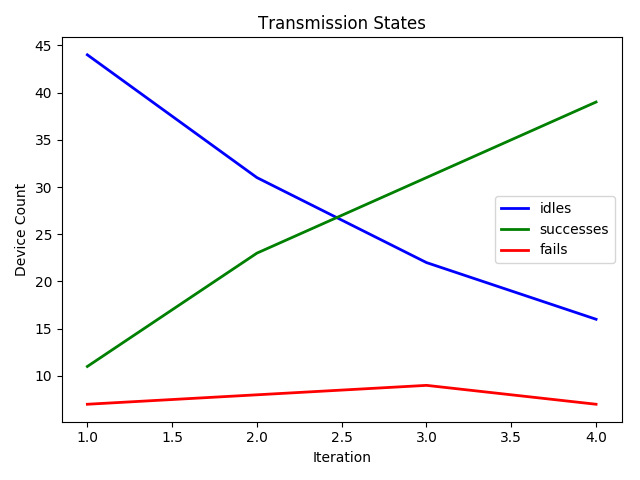 Transmission States
45
40
35
30
25
20
15
10
Device Count
idles
successes
fails
1.0 1.5 2.0 2.5 3.0 3.5 4.0
Iteration